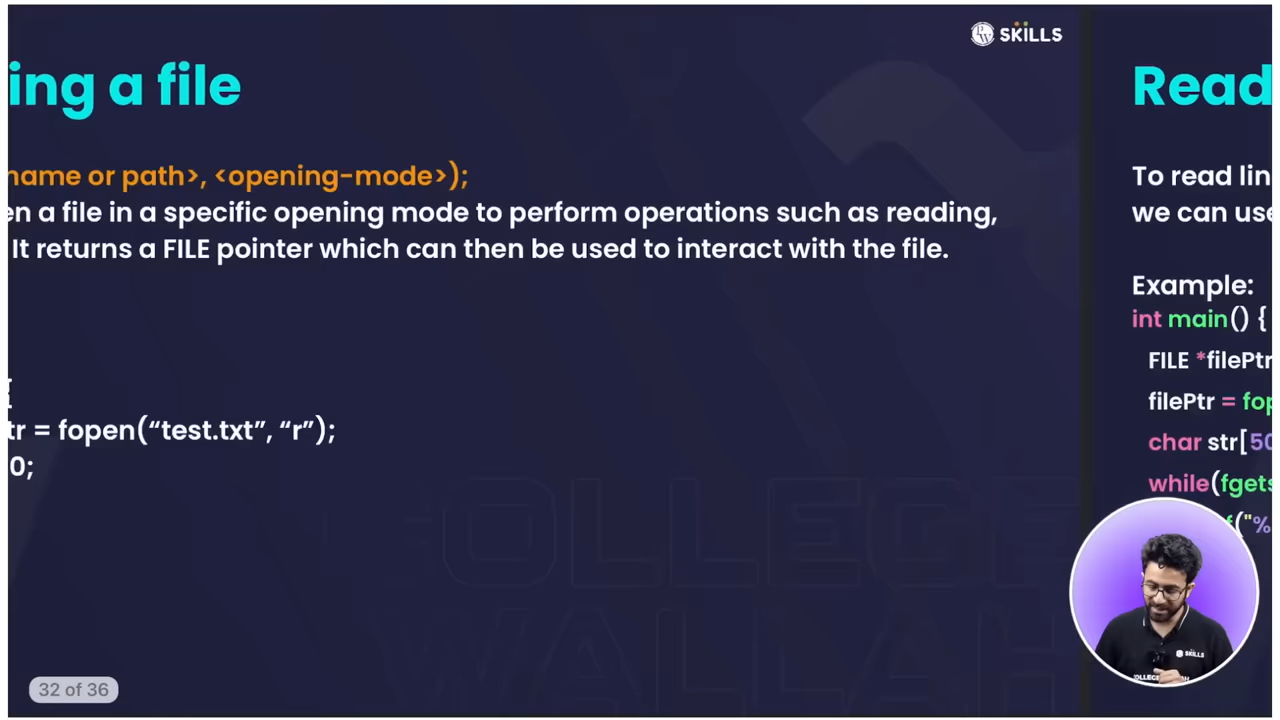 SKILLS
ing a file
name or path>, <opening-mode>);
en a file in a specific opening mode to perform operations such as reading,
It returns a FILE pointer which can then be used to interact with the file.
{
tr = fopen(“test.txt”, “r”);
0;
COLLEGE
WALLAH
32 of 36
Read
To read lin
we can use
Example:
int main() {
FILE *filePtr
filePtr = fop
char str[50
while(fgets
f("%
SKILLS